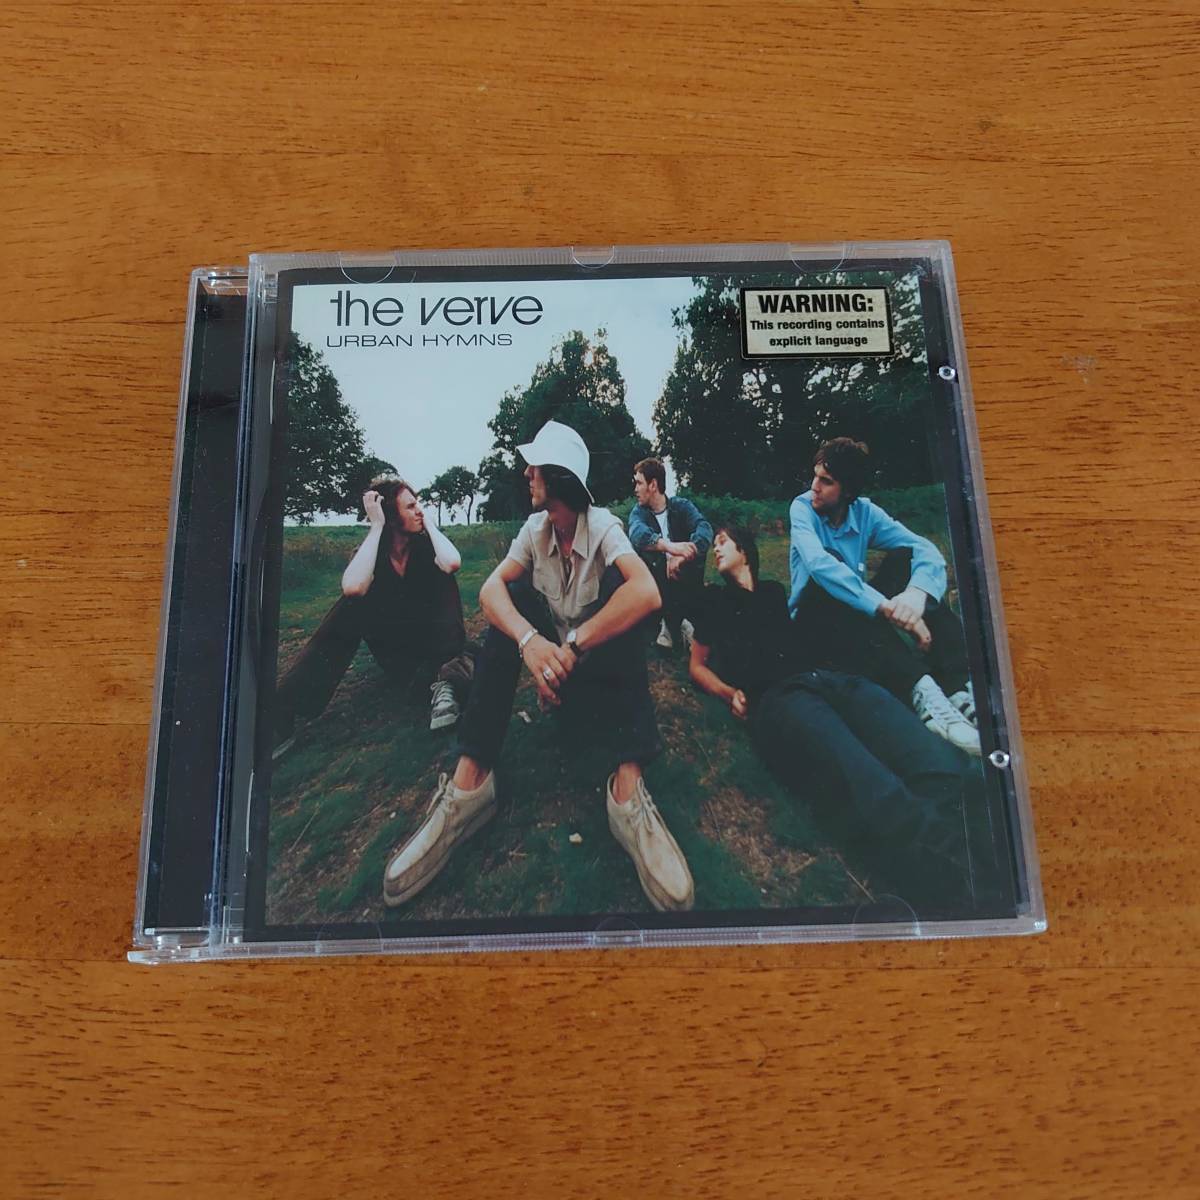 the verve
URBAN HYMNS
WARNING:
This recording contains
explicit language